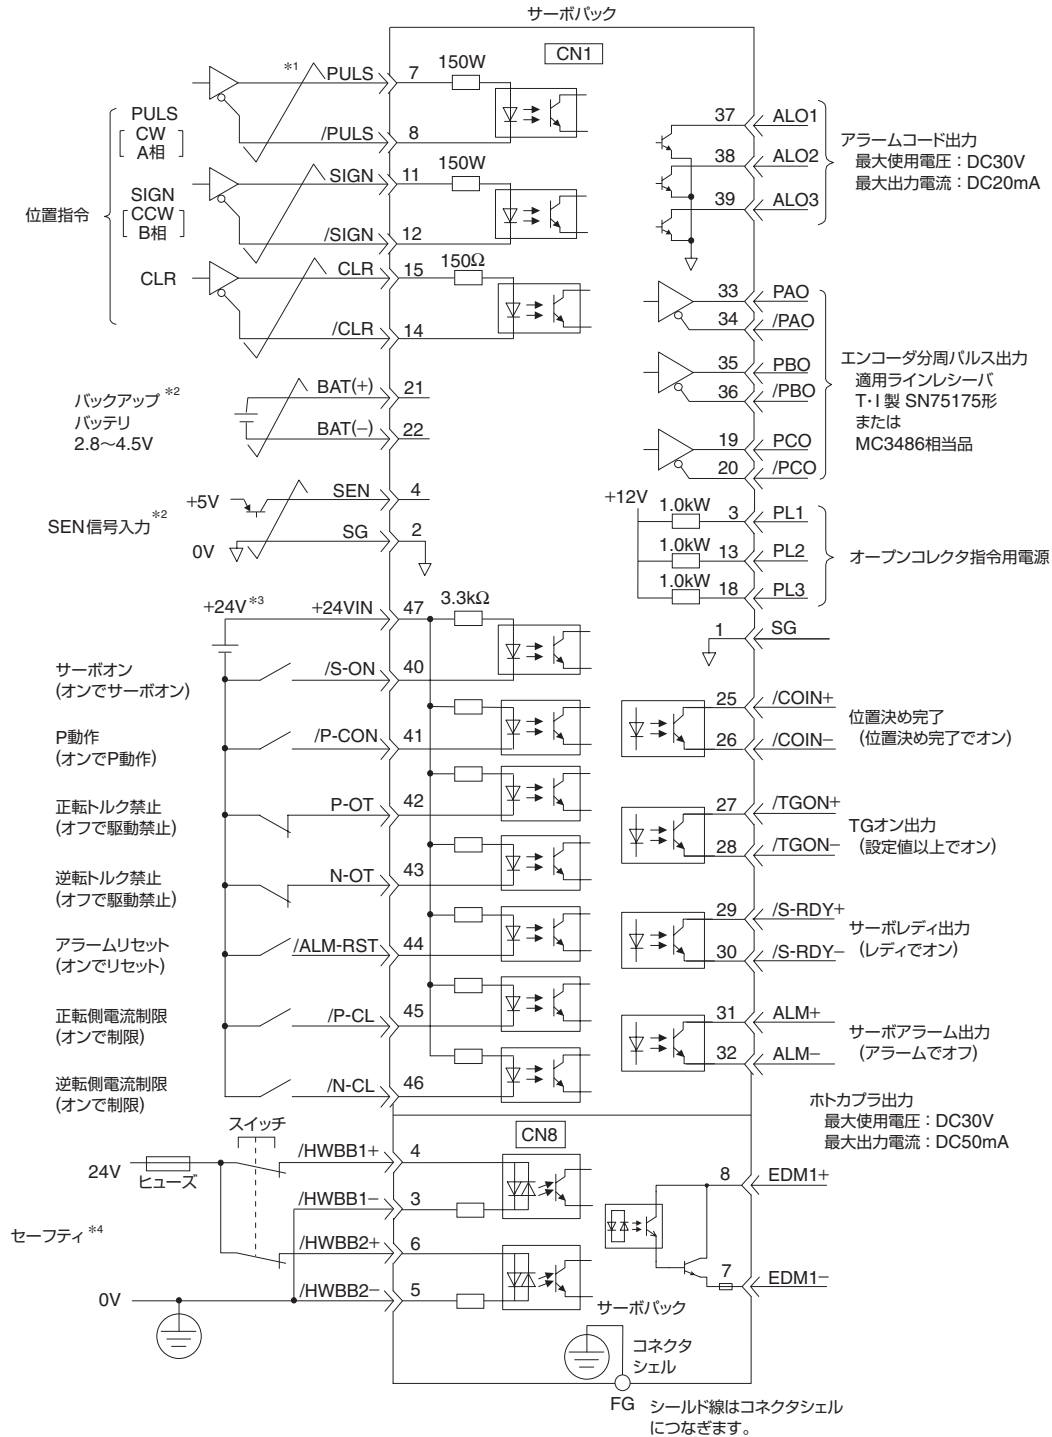 サーボパック
CN1
位置指令
PULS
CW
A相
SIGN
CCW
B相
CLR
*1
PULS 7 150W
/PULS 8
SIGN 11 150W
/SIGN 12
CLR 15 150Ω
/CLR 14
バックアップ *2
バッテリ
2.8～4.5V
BAT(+) 21
BAT(−) 22
SEN信号入力 *2
+5V
0V
SEN 4
SG 2
+24V *3
+24VIN 47 3.3kΩ
サーボオン
(オンでサーボオン)
/S-ON 40
P動作
(オンでP動作)
/P-CON 41
正転トルク禁止
(オフで駆動禁止)
P-OT 42
逆転トルク禁止
(オフで駆動禁止)
N-OT 43
アラームリセット
(オンでリセット)
/ALM-RST 44
正転側電流制限
(オンで制限)
/P-CL 45
逆転側電流制限
(オンで制限)
/N-CL 46
37 ALO1
38 ALO2
39 ALO3
アラームコード出力
最大使用電圧：DC30V
最大出力電流：DC20mA
33 PAO
34 /PAO
35 PBO
36 /PBO
19 PCO
20 /PCO
エンコーダ分周パルス出力
適用ラインレシーバ
T・I製 SN75175形
または
MC3486相当品
+12V
1.0kW 3 PL1
1.0kW 13 PL2
1.0kW 18 PL3
オープンコレクタ指令用電源
1 SG
25 /COIN+
26 /COIN−
位置決め完了
(位置決め完了でオン)
27 /TGON+
28 /TGON−
TGオン出力
(設定値以上でオン)
29 /S-RDY+
30 /S-RDY−
サーボレディ出力
(レディでオン)
31 ALM+
32 ALM−
サーボアラーム出力
(アラームでオフ)
ホトカプラ出力
最大使用電圧：DC30V
最大出力電流：DC50mA
CN8
スイッチ
24V
ヒューズ
セーフティ *4
0V
/HWBB1+ 4
/HWBB1− 3
/HWBB2+ 6
/HWBB2− 5
8 EDM1+
7 EDM1−
サーボパック
コネクタ
シェル
FG
シールド線はコネクタシェル
につなぎます。